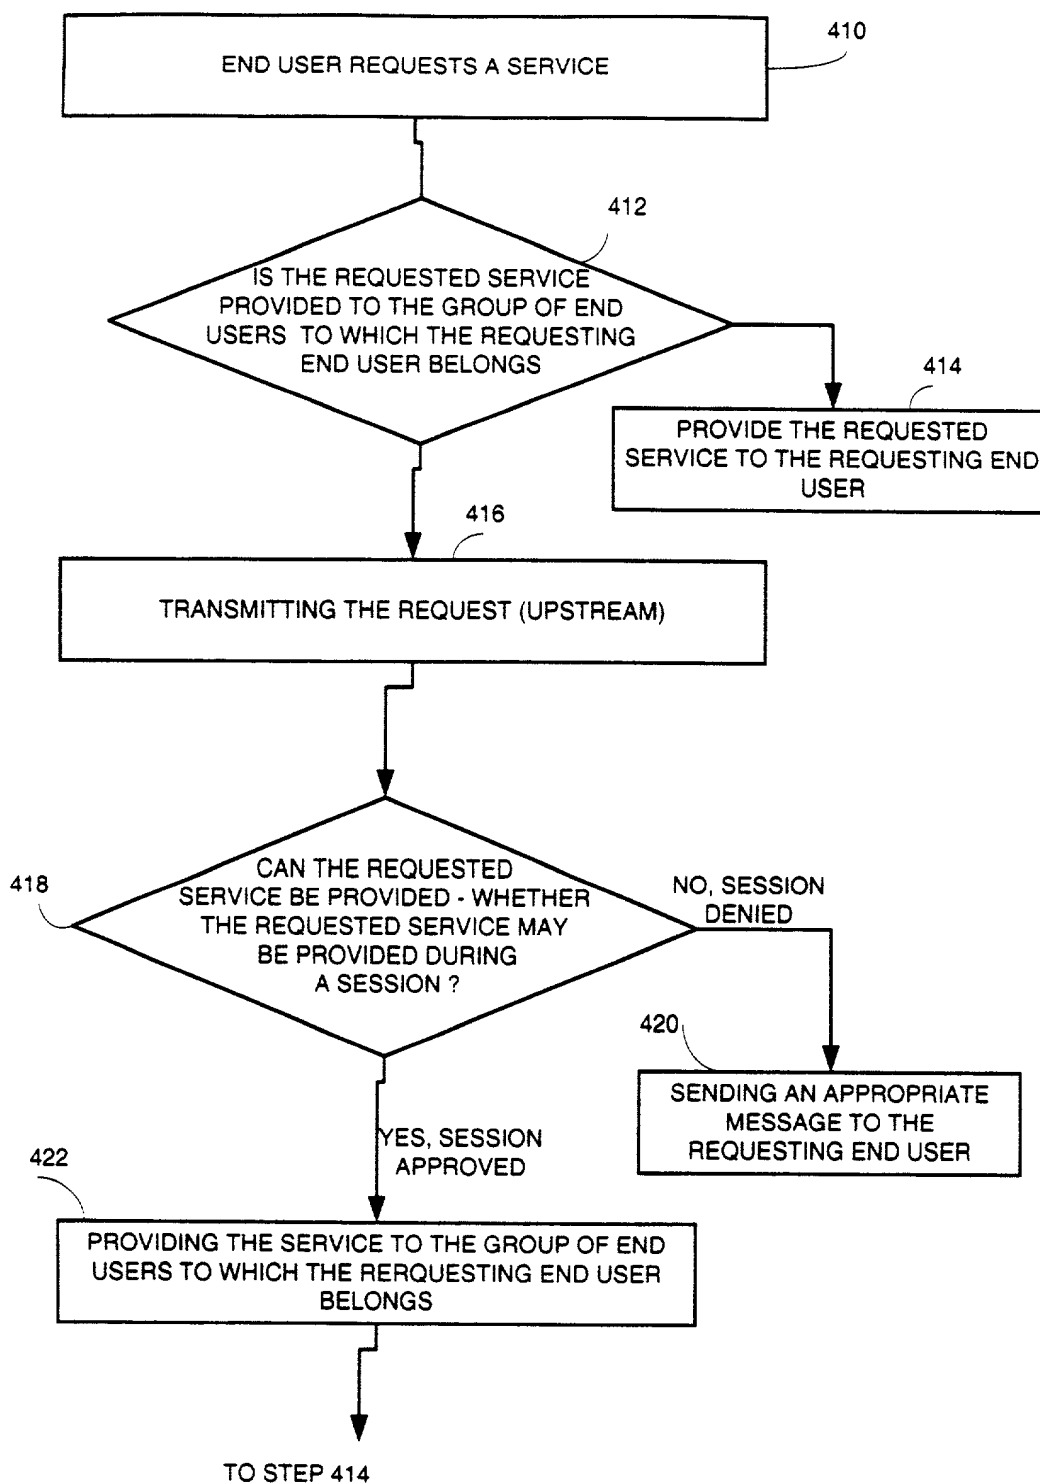 410
END USER REQUESTS A SERVICE
412
IS THE REQUESTED SERVICE
PROVIDED TO THE GROUP OF END
USERS TO WHICH THE REQUESTING
END USER BELONGS
414
PROVIDE THE REQUESTED
SERVICE TO THE REQUESTING END
USER
416
TRANSMITTING THE REQUEST (UPSTREAM)
418
CAN THE REQUESTED
SERVICE BE PROVIDED - WHETHER
THE REQUESTED SERVICE MAY
BE PROVIDED DURING
A SESSION ?
NO, SESSION
DENIED
420
SENDING AN APPROPRIATE
MESSAGE TO THE
REQUESTING END USER
YES, SESSION
APPROVED
422
PROVIDING THE SERVICE TO THE GROUP OF END
USERS TO WHICH THE RERQUESTING END USER
BELONGS
TO STEP 414